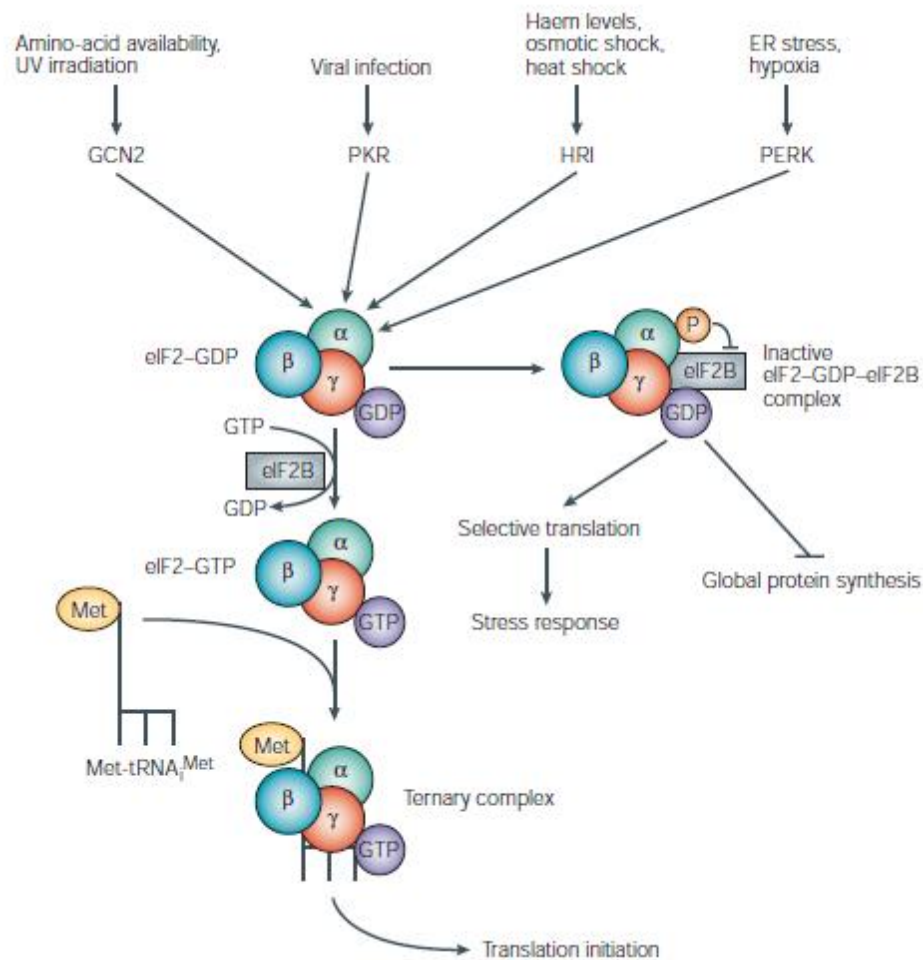 Amino-acid availability,
UV irradiation
Viral infection
Haem levels,
osmotic shock,
heat shock
ER stress,
hypoxia
GCN2
PKR
HRI
PERK
eIF2–GDP
α
β
γ
GDP
α
P
β
γ
eIF2B
GDP
Inactive
eIF2–GDP–eIF2B
complex
GTP
eIF2B
GDP
Selective translation
Global protein synthesis
Stress response
eIF2–GTP
α
β
γ
GTP
Met
Met-tRNAᵢᴹᵉᵗ
Met
α
β
γ
GTP
Ternary complex
Translation initiation